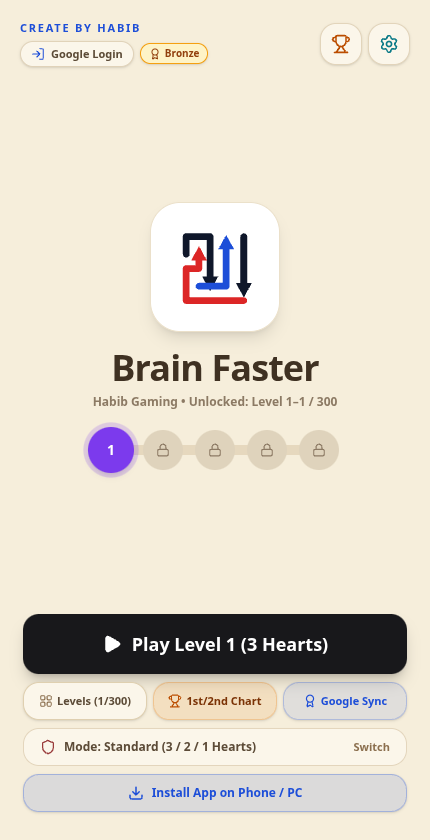 CREATE BY HABIB
Google Login
Bronze
Brain Faster
Habib Gaming • Unlocked: Level 1–1 / 300
1
Play Level 1 (3 Hearts)
Levels (1/300)
1st/2nd Chart
Google Sync
Mode: Standard (3 / 2 / 1 Hearts)
Switch
Install App on Phone / PC